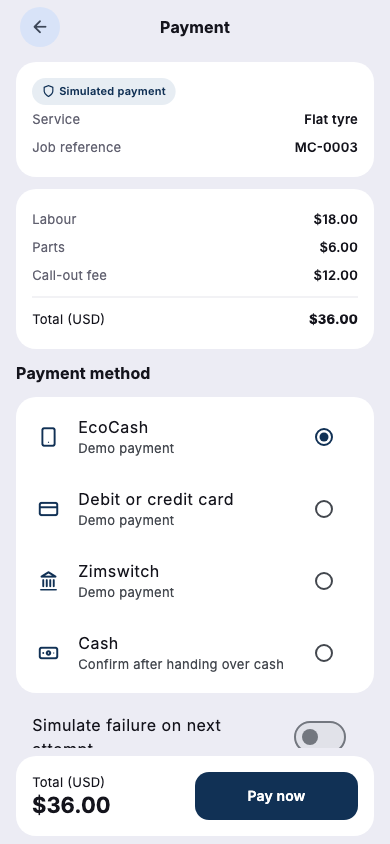 Payment
Simulated payment
Service Flat tyre
Job reference MC-0003
Labour $18.00
Parts $6.00
Call-out fee $12.00
Total (USD) $36.00
Payment method
EcoCash
Demo payment
Debit or credit card
Demo payment
Zimswitch
Demo payment
Cash
Confirm after handing over cash
Simulate failure on next
attempt
Total (USD)
$36.00
Pay now